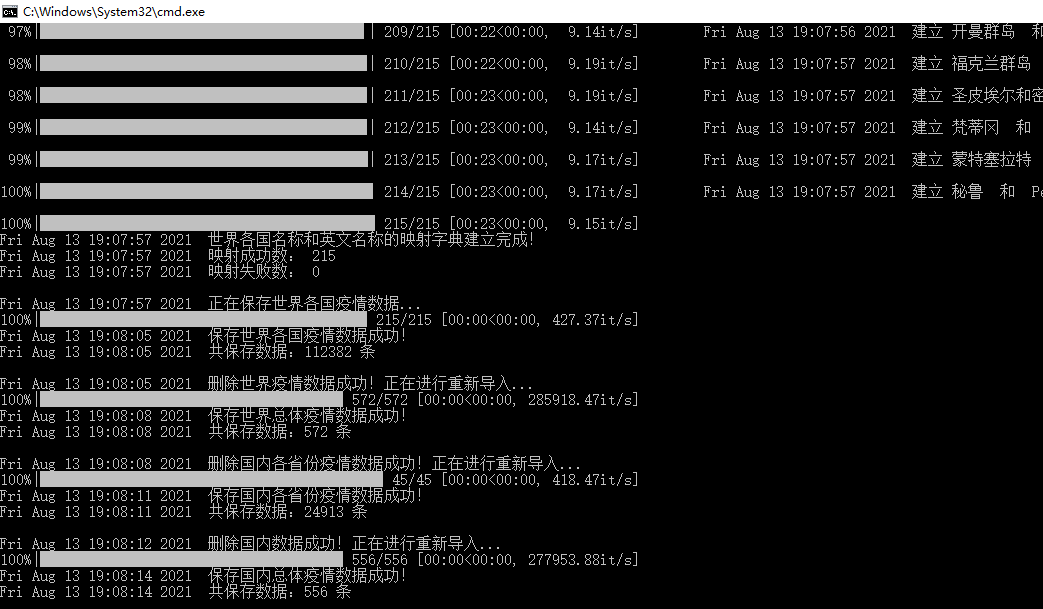 C:\Windows\System32\cmd.exe
97%| | 209/215 [00:22<00:00, 9.14it/s] Fri Aug 13 19:07:56 2021 建立 开曼群岛 和
98%| | 210/215 [00:22<00:00, 9.19it/s] Fri Aug 13 19:07:57 2021 建立 福克兰群岛
98%| | 211/215 [00:23<00:00, 9.19it/s] Fri Aug 13 19:07:57 2021 建立 圣皮埃尔和密
99%| | 212/215 [00:23<00:00, 9.14it/s] Fri Aug 13 19:07:57 2021 建立 梵蒂冈 和
99%| | 213/215 [00:23<00:00, 9.17it/s] Fri Aug 13 19:07:57 2021 建立 蒙特塞拉特
100%| 214/215 [00:23<00:00, 9.17it/s] Fri Aug 13 19:07:57 2021 建立 秘鲁 和 Pe
100%| 215/215 [00:23<00:00, 9.15it/s]
Fri Aug 13 19:07:57 2021 世界各国名称和英文名称的映射字典建立完成!
Fri Aug 13 19:07:57 2021 映射成功数: 215
Fri Aug 13 19:07:57 2021 映射失败数: 0
Fri Aug 13 19:07:57 2021 正在保存世界各国疫情数据...
100%| 215/215 [00:00<00:00, 427.37it/s]
Fri Aug 13 19:08:05 2021 保存世界各国疫情数据成功!
Fri Aug 13 19:08:05 2021 共保存数据：112382 条
Fri Aug 13 19:08:05 2021 删除世界疫情数据成功! 正在进行重新导入...
100%| 572/572 [00:00<00:00, 285918.47it/s]
Fri Aug 13 19:08:08 2021 保存世界总体疫情数据成功!
Fri Aug 13 19:08:08 2021 共保存数据：572 条
Fri Aug 13 19:08:08 2021 删除国内各省份疫情数据成功! 正在进行重新导入...
100%| 45/45 [00:00<00:00, 418.47it/s]
Fri Aug 13 19:08:11 2021 保存国内各省份疫情数据成功!
Fri Aug 13 19:08:11 2021 共保存数据：24913 条
Fri Aug 13 19:08:12 2021 删除国内数据成功! 正在进行重新导入...
100%| 556/556 [00:00<00:00, 277953.88it/s]
Fri Aug 13 19:08:14 2021 保存国内总体疫情数据成功!
Fri Aug 13 19:08:14 2021 共保存数据：556 条